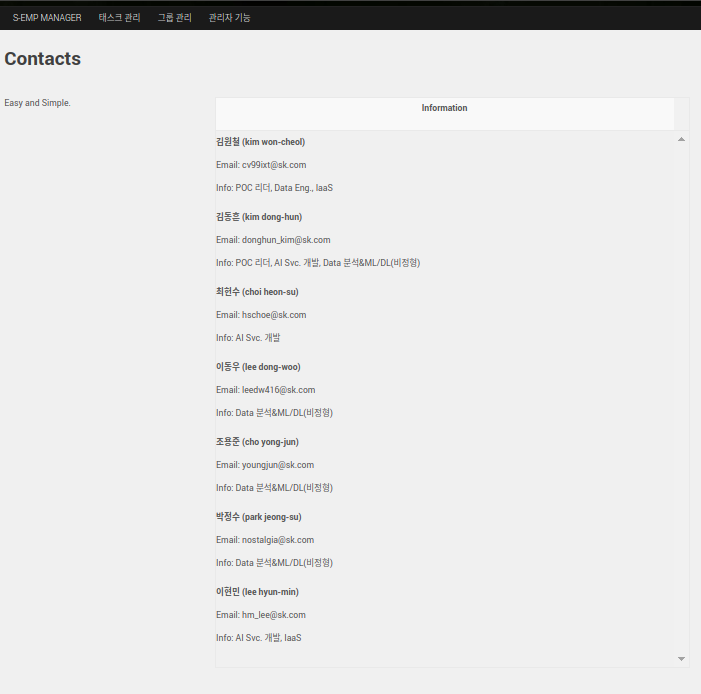 S-EMP MANAGER 태스크 관리 그룹 관리 관리자 기능
Contacts
Easy and Simple.
Information
김원철 (kim won-cheol)
Email: cv99ixt@sk.com
Info: POC 리더, Data Eng., IaaS
김동훈 (kim dong-hun)
Email: donghun_kim@sk.com
Info: POC 리더, AI Svc. 개발, Data 분석&ML/DL(비정형)
최현수 (choi heon-su)
Email: hschoe@sk.com
Info: AI Svc. 개발
이동우 (lee dong-woo)
Email: leedw416@sk.com
Info: Data 분석&ML/DL(비정형)
조용준 (cho yong-jun)
Email: youngjun@sk.com
Info: Data 분석&ML/DL(비정형)
박정수 (park jeong-su)
Email: nostalgia@sk.com
Info: Data 분석&ML/DL(비정형)
이현민 (lee hyun-min)
Email: hm_lee@sk.com
Info: AI Svc. 개발, IaaS